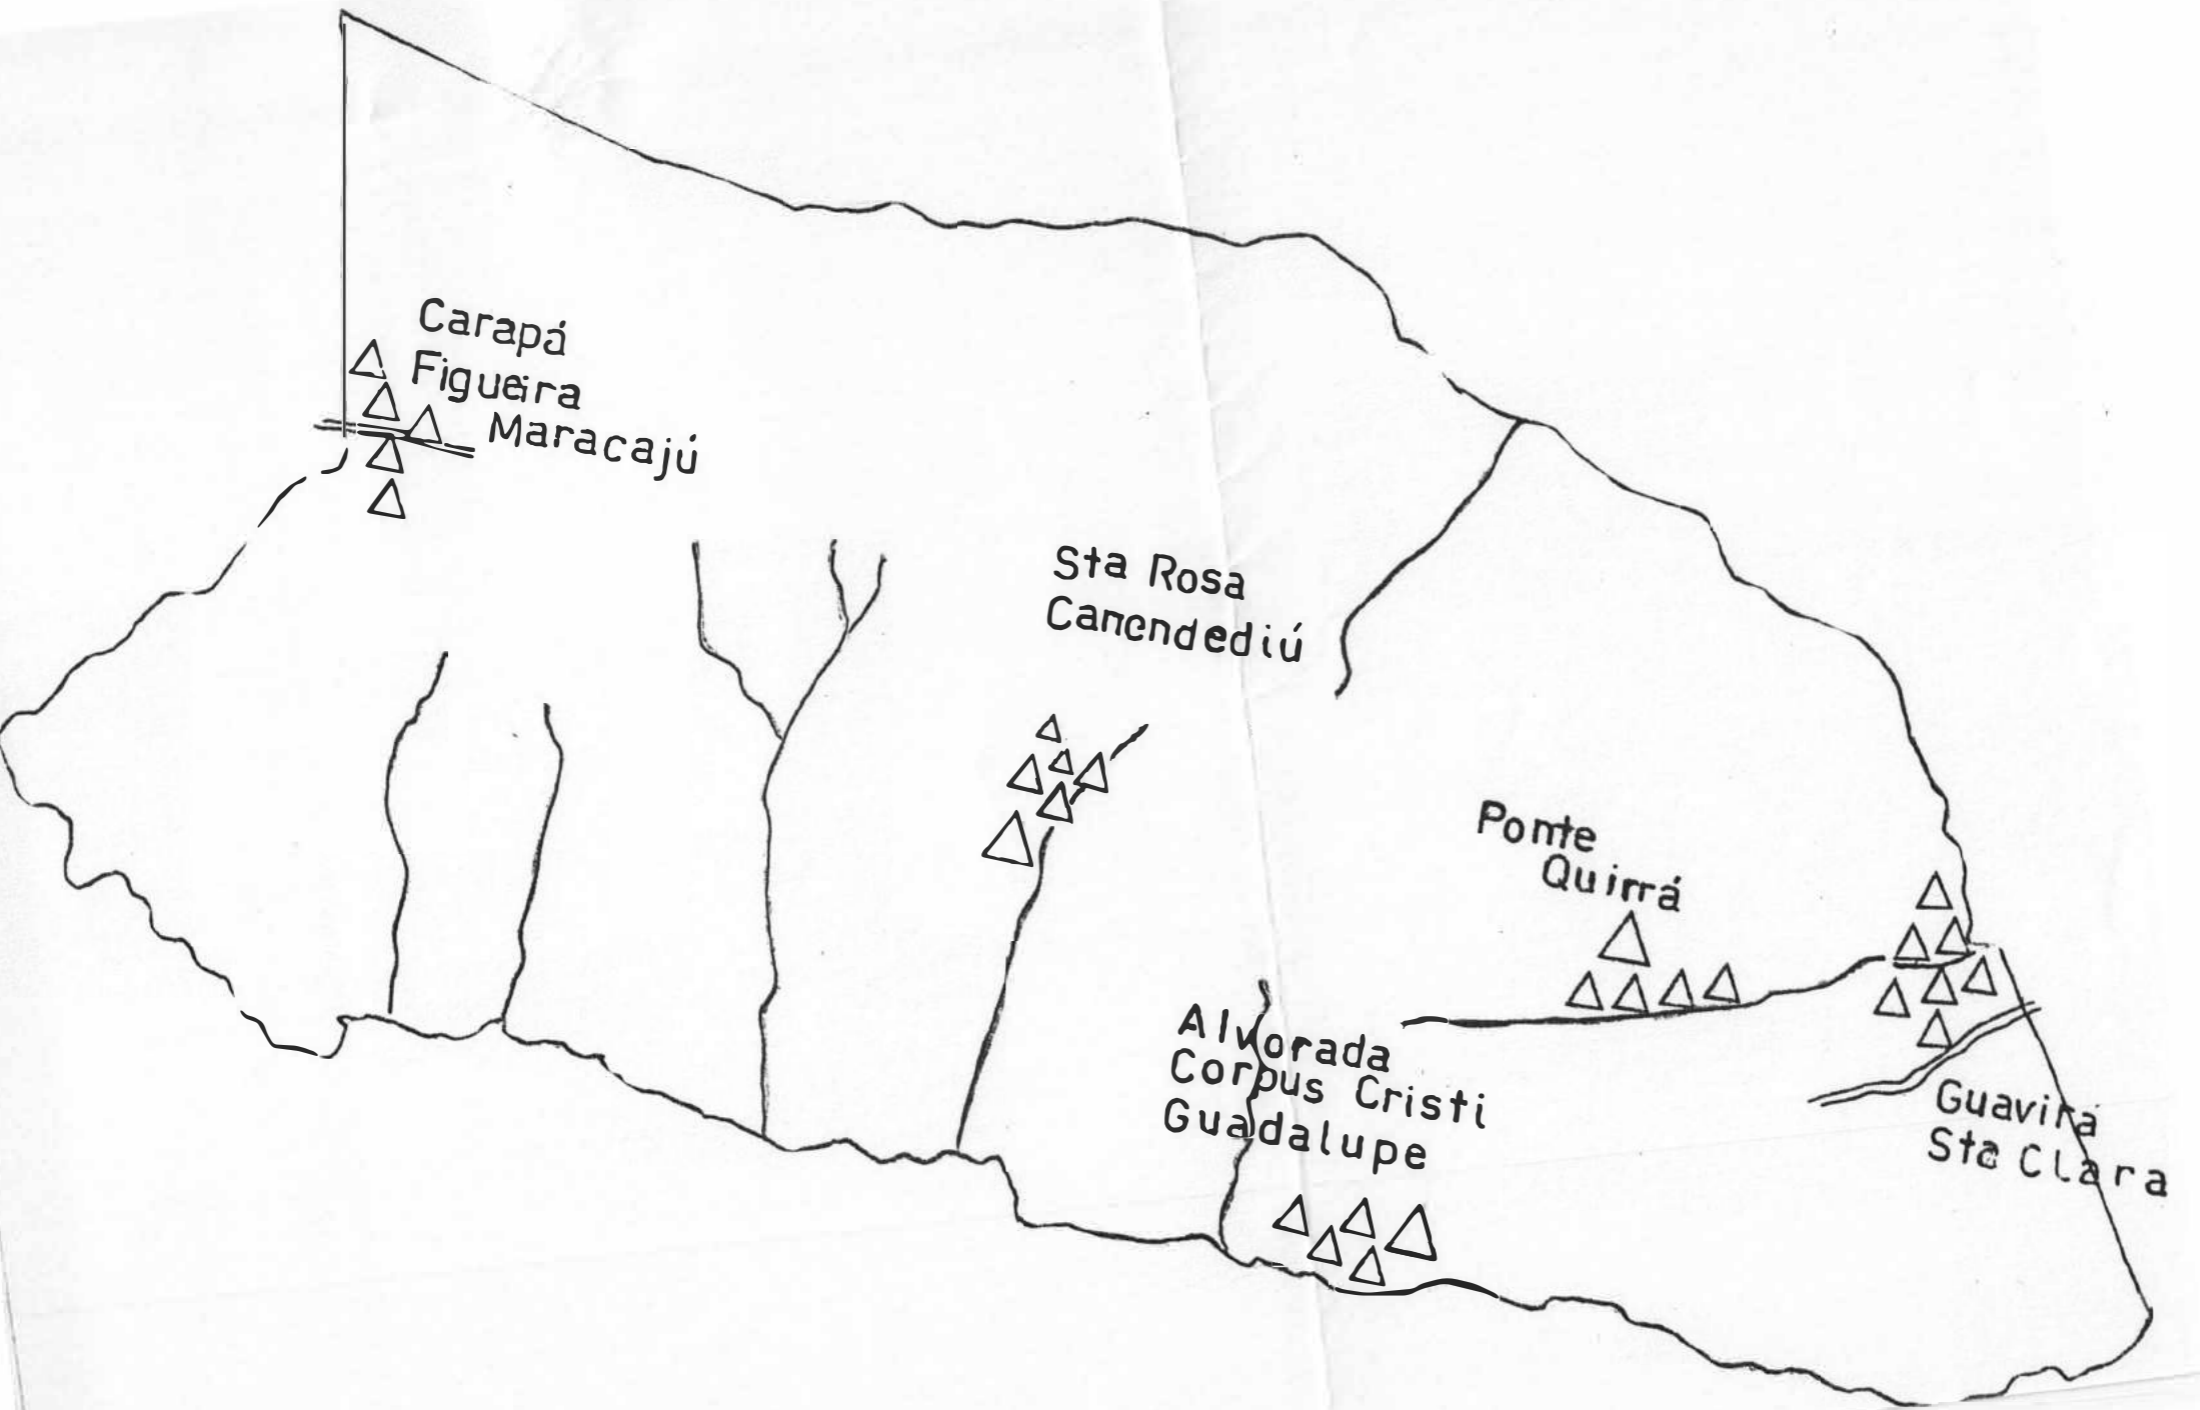 Carapá
Figueira
Maracajú
Sta Rosa
Canendediú
Ponte
Quirrá
Alvorada
Corpus Cristi
Guadalupe
Guavirá
Sta Clara